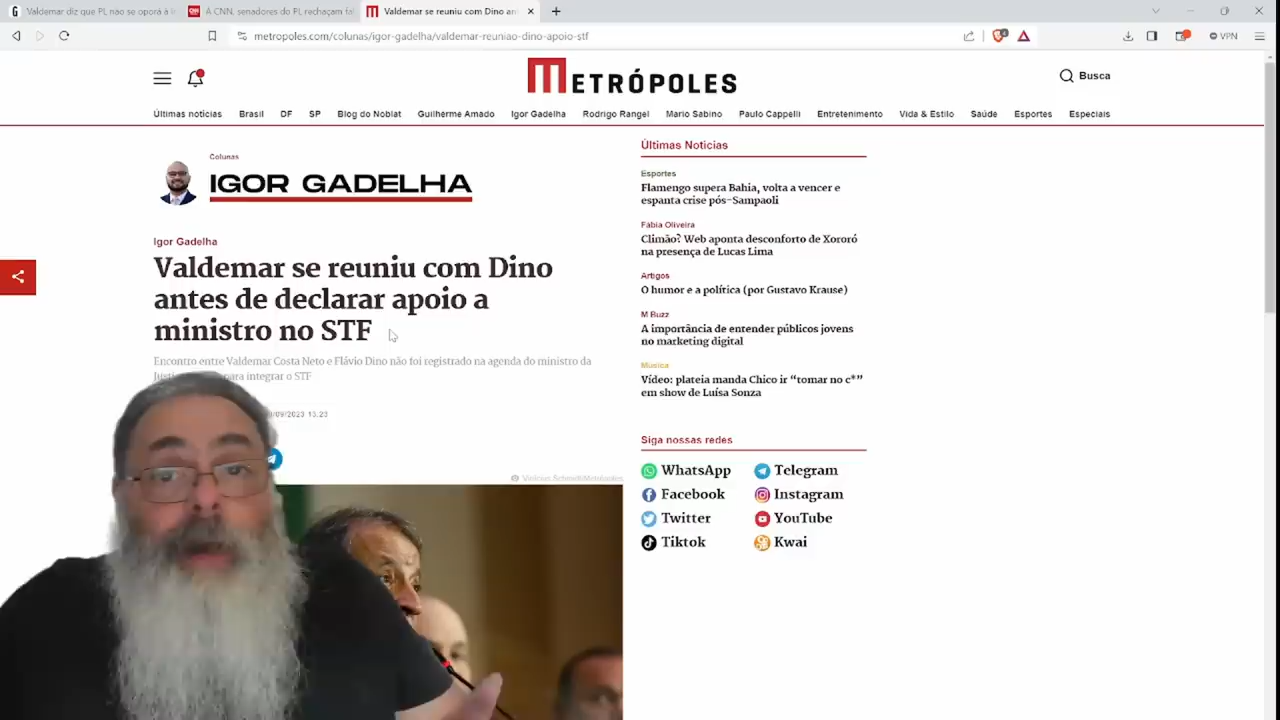 Valdemar diz que PL não se oporá à i
A CNN, senadores do PL rechaçam fal
Valdemar se reuniu com Dino an
metropoles.com/colunas/igor-gadelha/valdemar-reuniao-dino-apoio-stf
VPN
METRÓPOLES
Busca
Últimas notícias Brasil DF SP Blog do Noblat Guilherme Amado Igor Gadelha Rodrigo Rangel Mario Sabino Paulo Cappelli Entretenimento Vida & Estilo Saúde Esportes Especiais
Colunas
IGOR GADELHA
Igor Gadelha
Valdemar se reuniu com Dino
antes de declarar apoio a
ministro no STF
Encontro entre Valdemar Costa Neto e Flávio Dino não foi registrado na agenda do ministro da
para integrar o STF
/09/2023 13:23
Últimas Notícias
Esportes
Flamengo supera Bahia, volta a vencer e
espanta crise pós-Sampaoli
Fábia Oliveira
Climão? Web aponta desconforto de Xororó
na presença de Lucas Lima
Artigos
O humor e a política (por Gustavo Krause)
M Buzz
A importância de entender públicos jovens
no marketing digital
Música
Vídeo: plateia manda Chico ir “tomar no c*”
em show de Luísa Sonza
Siga nossas redes
WhatsApp Telegram
Facebook Instagram
Twitter YouTube
Tiktok Kwai